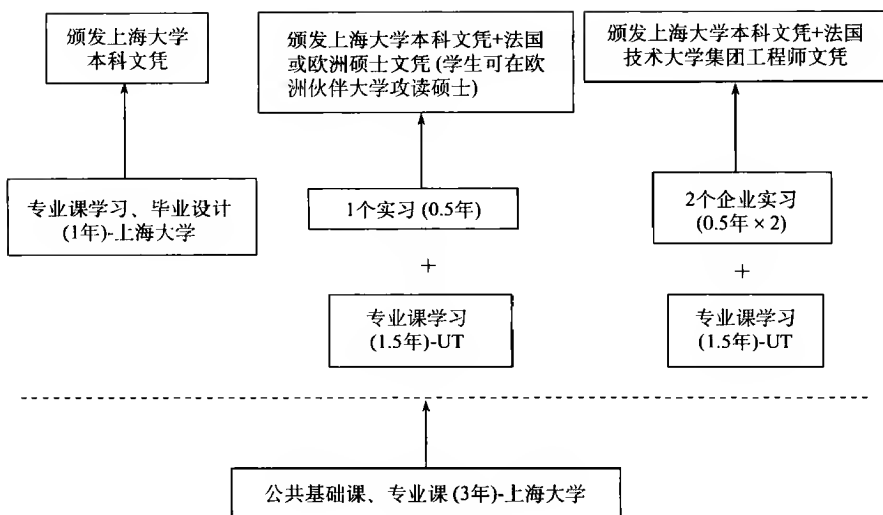 颁发上海大学
本科文凭
颁发上海大学本科文凭+法国
或欧洲硕士文凭 (学生可在欧
洲伙伴大学攻读硕士)
颁发上海大学本科文凭+法国
技术大学集团工程师文凭
专业课学习、毕业设计
(1年)-上海大学
1个实习 (0.5年)
2个企业实习
(0.5年 × 2)
+
+
专业课学习
(1.5年)-UT
专业课学习
(1.5年)-UT
公共基础课、专业课 (3年)-上海大学